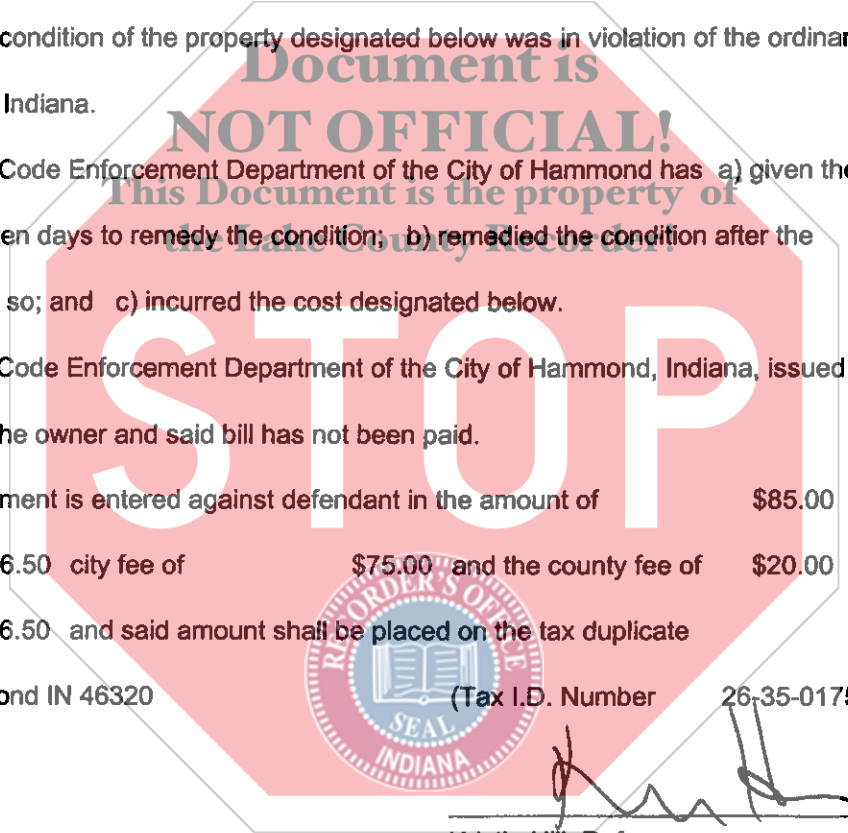 condition of the property designated below was in violation of the ordinan
Document is
Indiana.
NOT OFFICIAL!
Code Enforcement Department of the City of Hammond has a) given the
This Document is the property of
en days to remedy the condition; b) remedied the condition after the
the Lake County Recorder!
so; and c) incurred the cost designated below.
STOP
Code Enforcement Department of the City of Hammond, Indiana, issued
he owner and said bill has not been paid.
ment is entered against defendant in the amount of $85.00
6.50 city fee of $75.00 and the county fee of $20.00
RECORDER'S OFFICE
6.50 and said amount shall be placed on the tax duplicate
ond IN 46320 (Tax I.D. Number 26-35-0175
SEAL
INDIANA